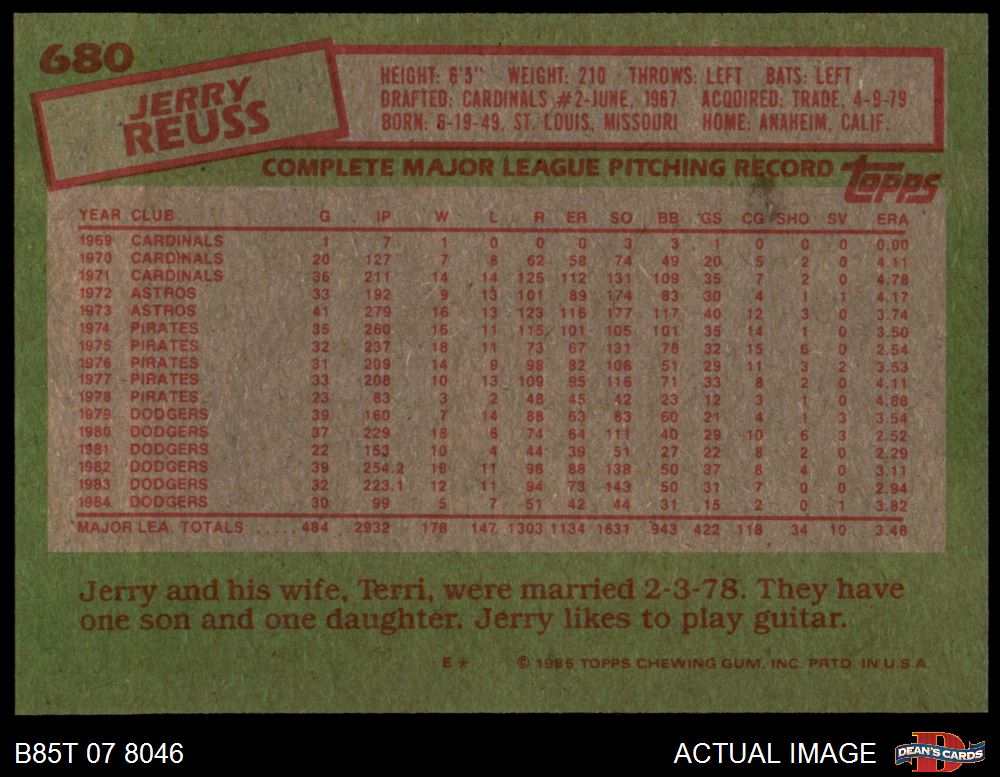 680
JERRY
REUSS
HEIGHT: 6'5" WEIGHT: 210 THROWS: LEFT BATS: LEFT
DRAFTED: CARDINALS #2-JUNE, 1967 ACQUIRED: TRADE, 4-9-79
BORN: 6-19-49, ST. LOUIS, MISSOURI HOME: ANAHEIM, CALIF.
COMPLETE MAJOR LEAGUE PITCHING RECORD topps
YEAR CLUB G IP W L R ER SO BB GS CG SHO SV ERA
1969 CARDINALS 1 7 1 0 0 0 3 3 1 0 0 0 0.00
1970 CARDINALS 20 127 7 8 62 58 74 49 20 5 2 0 4.11
1971 CARDINALS 36 211 14 14 125 112 131 109 35 7 2 0 4.78
1972 ASTROS 33 192 9 13 101 89 174 83 30 4 1 1 4.17
1973 ASTROS 41 279 16 13 123 116 177 117 40 12 3 0 3.74
1974 PIRATES 35 260 16 11 115 101 105 101 35 14 1 0 3.50
1975 PIRATES 32 237 18 11 73 67 131 78 32 15 6 0 2.54
1976 PIRATES 31 209 14 9 98 82 108 51 29 11 3 2 3.53
1977 PIRATES 33 208 10 13 109 95 116 71 33 8 2 0 4.11
1978 PIRATES 23 83 3 2 48 45 42 23 12 3 1 0 4.88
1979 DODGERS 39 160 7 14 88 63 83 60 21 4 1 3 3.54
1980 DODGERS 37 229 18 6 74 64 111 40 29 10 6 3 2.52
1981 DODGERS 22 153 10 4 44 39 51 27 22 8 2 0 2.29
1982 DODGERS 39 254.2 18 11 98 88 138 50 37 8 4 0 3.11
1983 DODGERS 32 223.1 12 11 94 73 143 50 31 7 0 0 2.94
1984 DODGERS 30 99 5 7 51 42 44 31 15 2 0 1 3.82
MAJOR LEA. TOTALS 484 2932 178 147 1303 1134 1631 943 422 118 34 10 3.48
Jerry and his wife, Terri, were married 2-3-78. They have
one son and one daughter. Jerry likes to play guitar.
E* © 1985 TOPPS CHEWING GUM, INC. PRTD. IN U.S.A.
B85T 07 8046 ACTUAL IMAGE DEAN'S CARDS